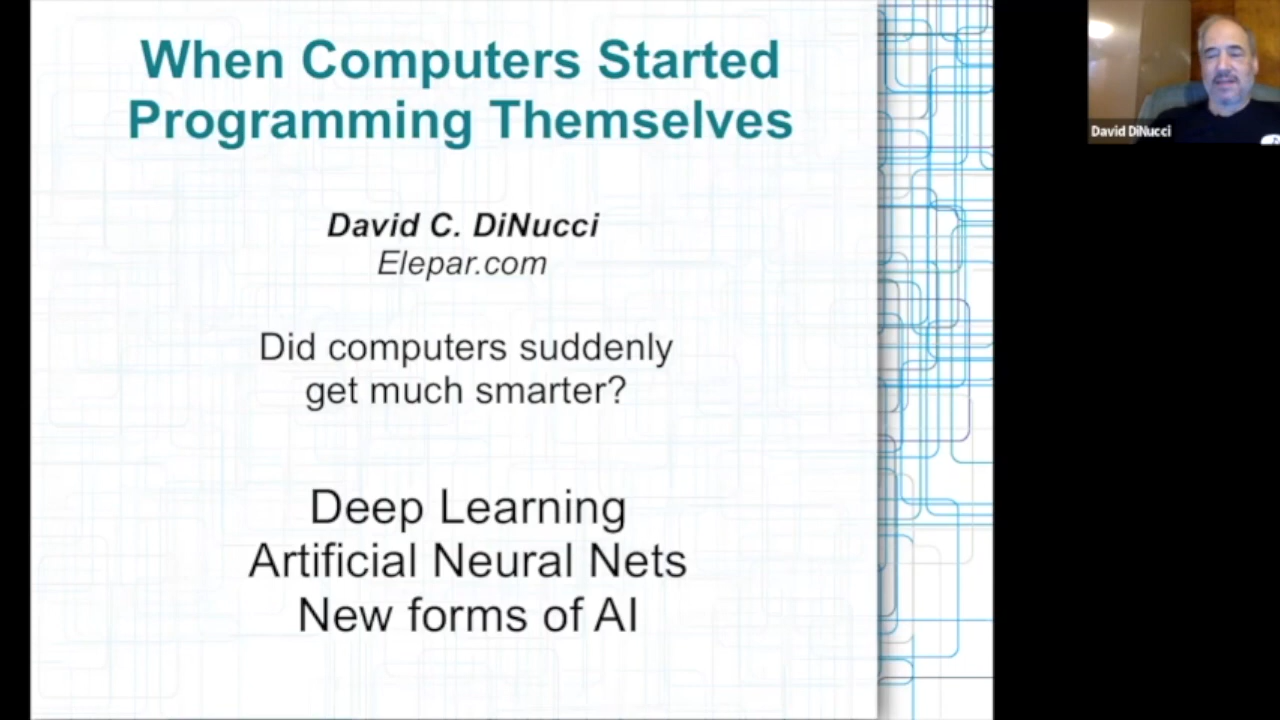 When Computers Started
Programming Themselves
David C. DiNucci
Elepar.com
Did computers suddenly
get much smarter?
Deep Learning
Artificial Neural Nets
New forms of AI
David DiNucci